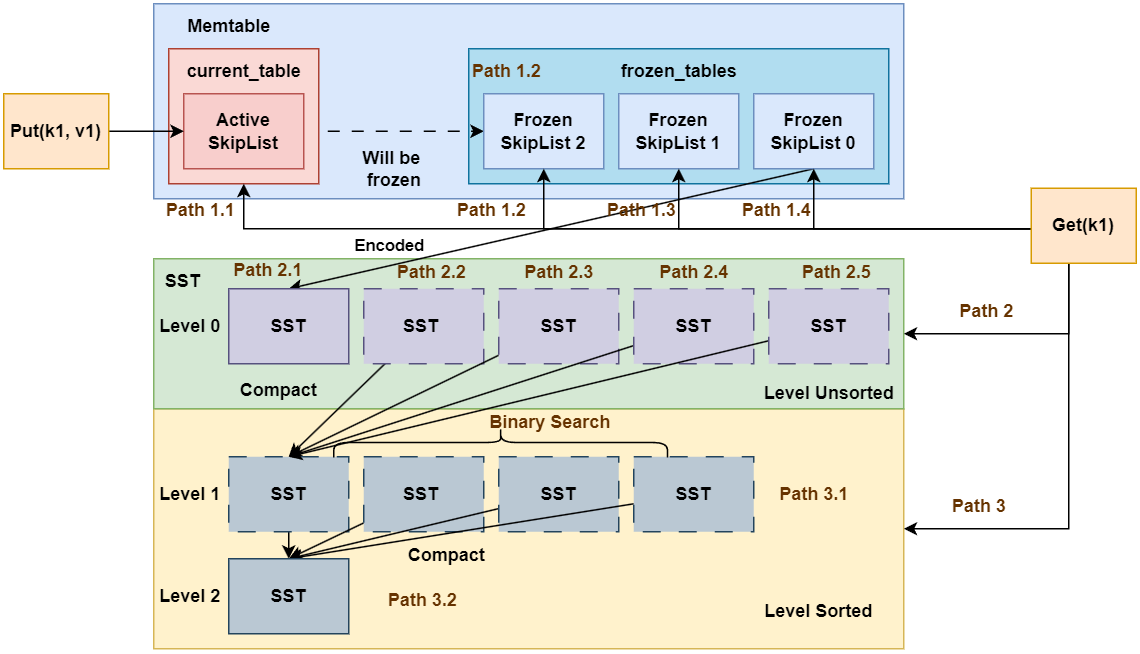 Memtable
current_table
Path 1.2
frozen_tables
Put(k1, v1)
Active
SkipList
Frozen
SkipList 2
Frozen
SkipList 1
Frozen
SkipList 0
Will be
frozen
Path 1.1
Path 1.2
Path 1.3
Path 1.4
Get(k1)
Encoded
SST
Path 2.1
Path 2.2
Path 2.3
Path 2.4
Path 2.5
Level 0
SST
SST
SST
SST
SST
Path 2
Compact
Level Unsorted
Binary Search
Level 1
SST
SST
SST
SST
Path 3.1
Path 3
Compact
Level 2
SST
Path 3.2
Level Sorted